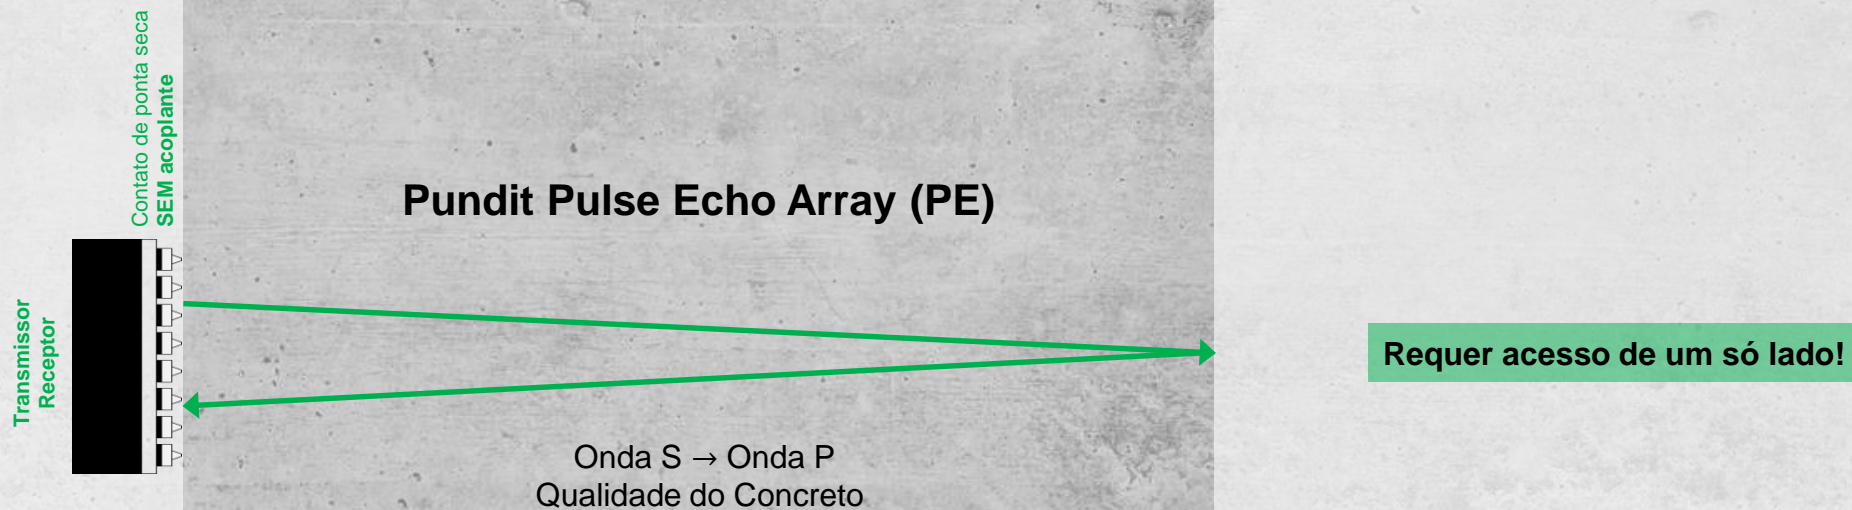 Contato de ponta seca
SEM acoplante
Pundit Pulse Echo Array (PE)
Transmissor
Receptor
Requer acesso de um só lado!
Onda S → Onda P
Qualidade do Concreto